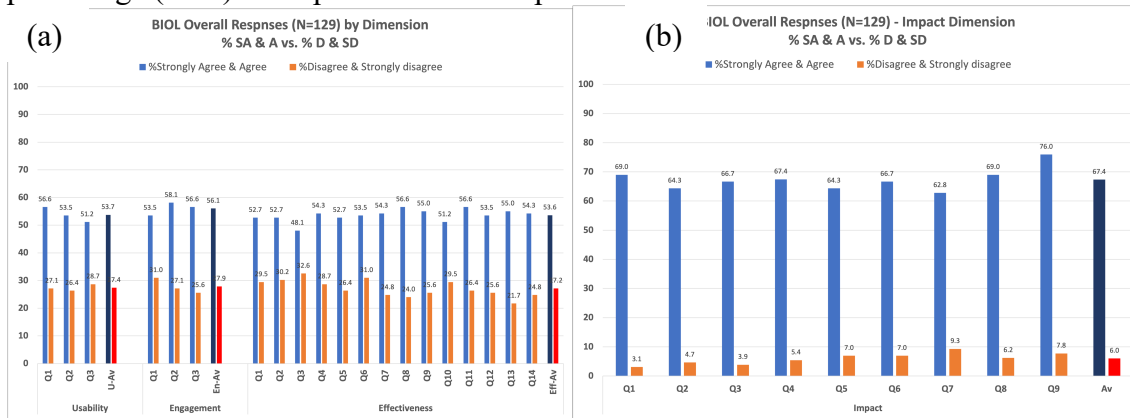 (a)
BIOL Overall Respnses (N=129) by Dimension
% SA & A vs. % D & SD
%Strongly Agree & Agree %Disagree & Strongly disagree
100
90
80
70
60
50
40
30
20
10
0
56.6 53.5 51.2 53.7 53.5 58.1 56.6 56.1 52.7 52.7 48.1 54.3 52.7 53.5 54.3 56.6 55.0 51.2 56.6 53.5 55.0 54.3 53.6
27.1 26.4 28.7 7.4 31.0 27.1 25.6 7.9 29.5 30.2 32.6 28.7 26.4 31.0 24.8 24.0 25.6 29.5 26.4 25.6 21.7 24.8 7.2
Q1 Q2 Q3 U-Av Q1 Q2 Q3 En-Av Q1 Q2 Q3 Q4 Q5 Q6 Q7 Q8 Q9 Q10 Q11 Q12 Q13 Q14 Eff-Av
Usability Engagement Effectiveness
(b)
BIOL Overall Respnses (N=129) - Impact Dimension
% SA & A vs. % D & SD
%Strongly Agree & Agree %Disagree & Strongly disagree
100
90
80
70
60
50
40
30
20
10
0
69.0 64.3 66.7 67.4 64.3 66.7 62.8 69.0 76.0 67.4
3.1 4.7 3.9 5.4 7.0 7.0 9.3 6.2 7.8 6.0
Q1 Q2 Q3 Q4 Q5 Q6 Q7 Q8 Q9 Av
Impact